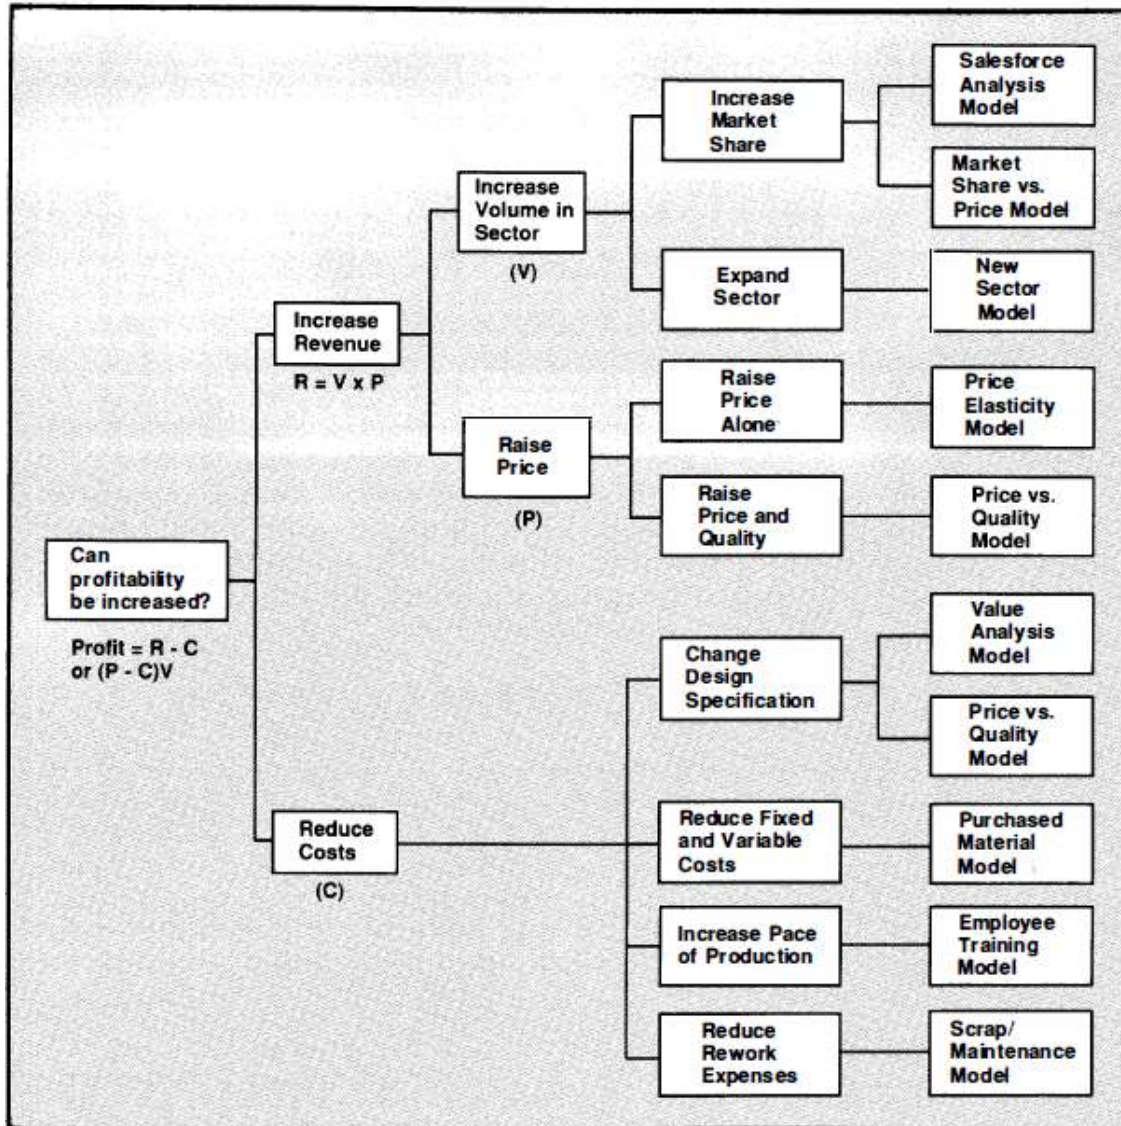 Can
profitability
be increased?
Profit = R - C
or (P - C)V
Increase
Revenue
R = V x P
Increase
Volume in
Sector
(V)
Increase
Market
Share
Salesforce
Analysis
Model
Market
Share vs.
Price Model
Expand
Sector
New
Sector
Model
Raise
Price
(P)
Raise
Price
Alone
Price
Elasticity
Model
Raise
Price and
Quality
Price vs.
Quality
Model
Reduce
Costs
(C)
Change
Design
Specification
Value
Analysis
Model
Price vs.
Quality
Model
Reduce Fixed
and Variable
Costs
Purchased
Material
Model
Increase Pace
of Production
Employee
Training
Model
Reduce
Rework
Expenses
Scrap/
Maintenance
Model